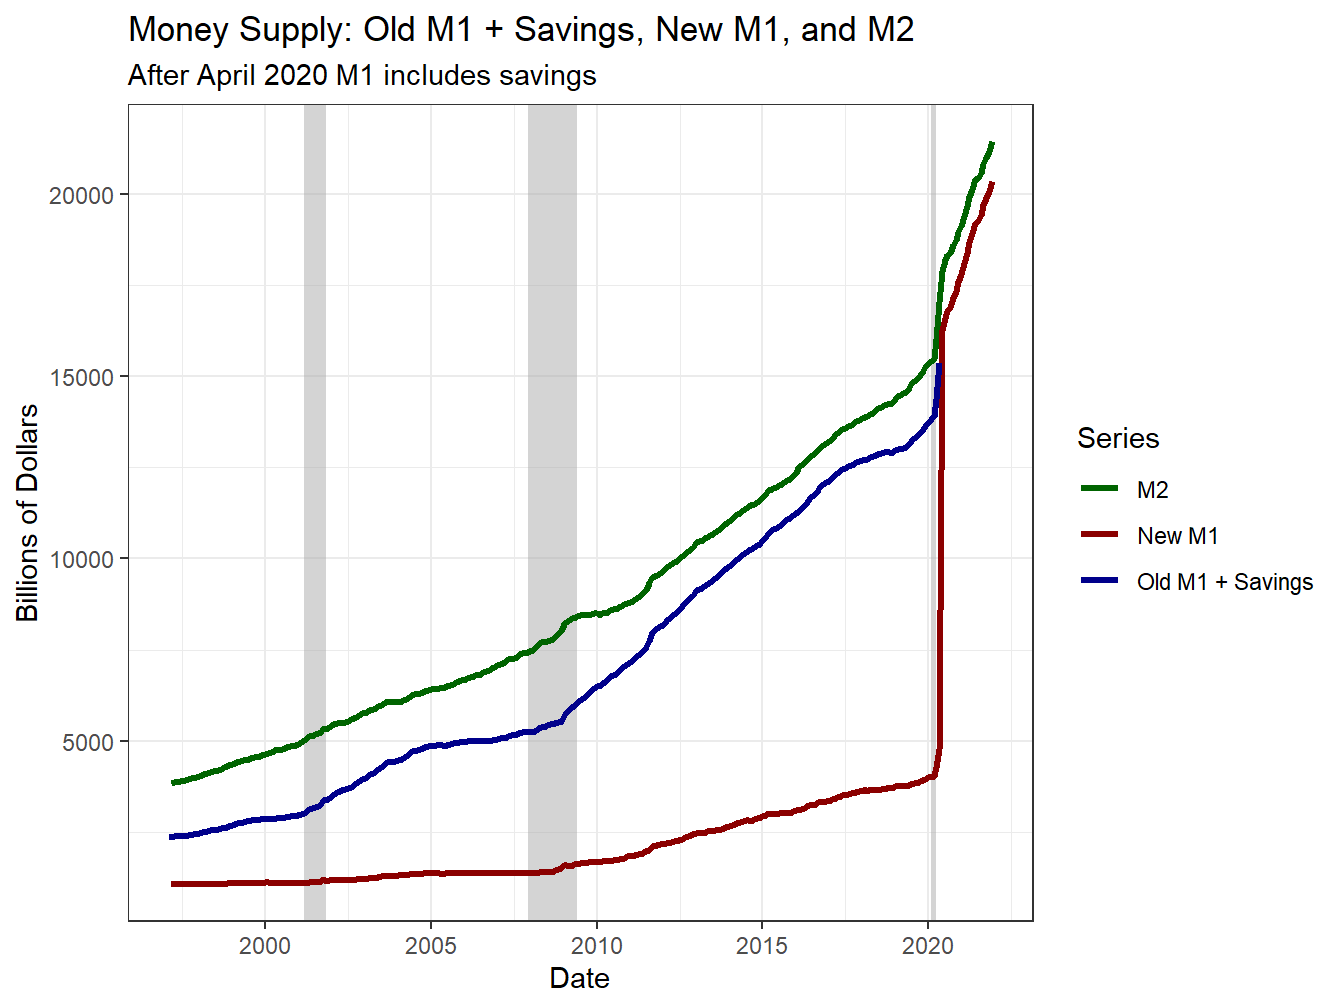 Money Supply: Old M1 + Savings, New M1, and M2
After April 2020 M1 includes savings
Billions of Dollars
20000
15000
10000
5000
2000
2005
2010
2015
2020
Date
Series
M2
New M1
Old M1 + Savings